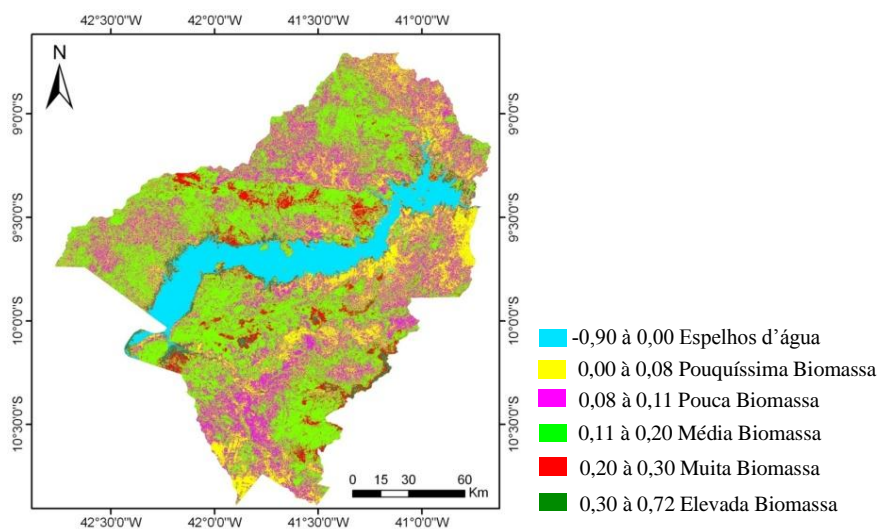 42°30'0"W 42°0'0"W 41°30'0"W 41°0'0"W
N
9°0'0"S 9°0'0"S
9°30'0"S 9°30'0"S
10°0'0"S 10°0'0"S
10°30'0"S 10°30'0"S
0 15 30 60
Km
42°30'0"W 42°0'0"W 41°30'0"W 41°0'0"W
-0,90 à 0,00 Espelhos d'água
0,00 à 0,08 Pouquíssima Biomassa
0,08 à 0,11 Pouca Biomassa
0,11 à 0,20 Média Biomassa
0,20 à 0,30 Muita Biomassa
0,30 à 0,72 Elevada Biomassa